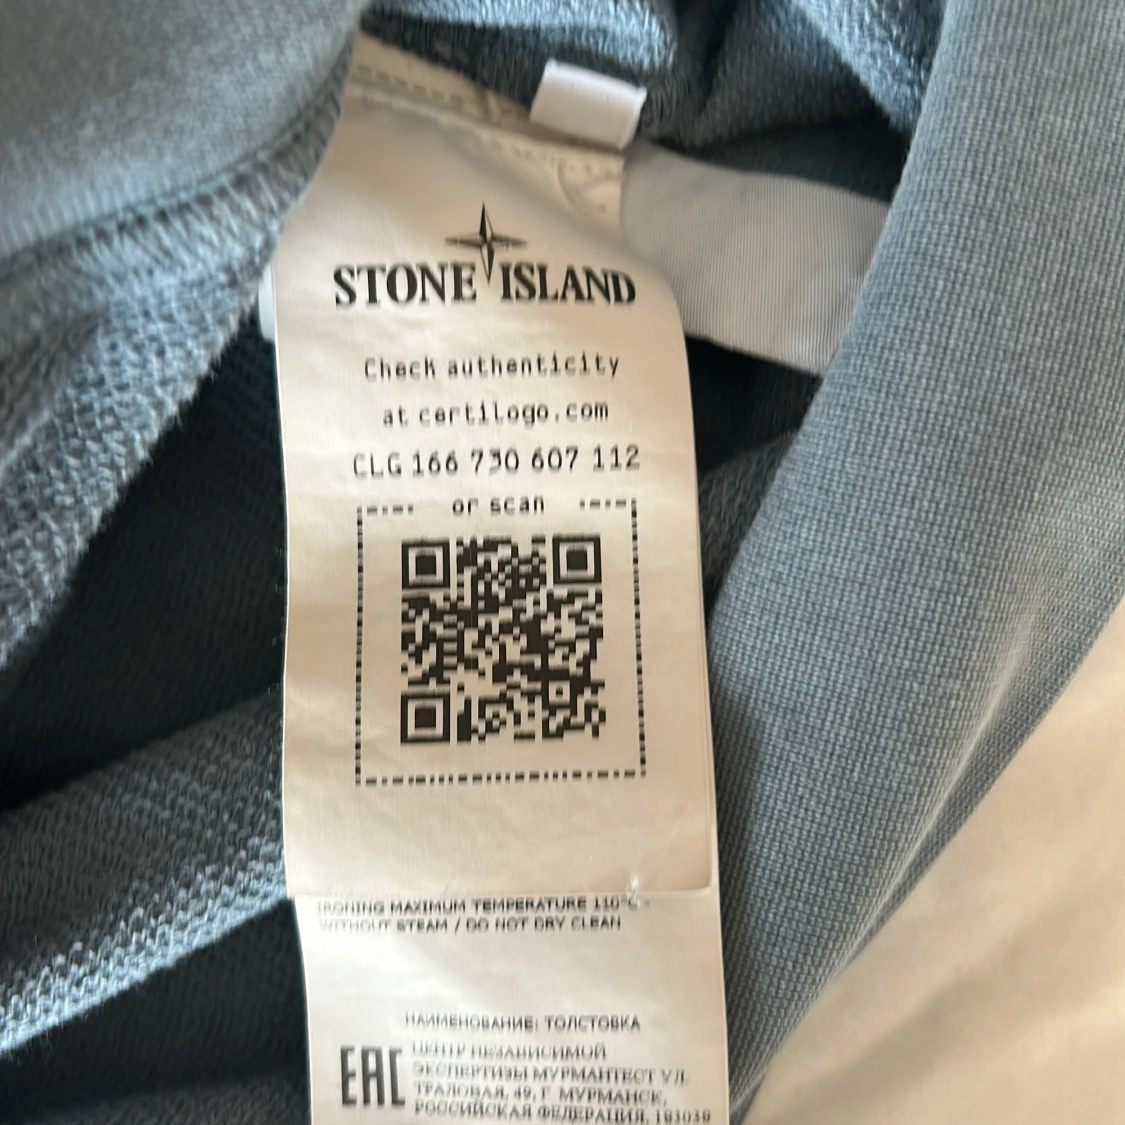 STONE ISLAND
Check authenticity
at certilogo.com
CLG 166 730 607 112
or scan
IRONING MAXIMUM TEMPERATURE 110°C -
WITHOUT STEAM / DO NOT DRY CLEAN
НАИМЕНОВАНИЕ: ТОЛСТОВКА
EAC
ЦЕНТР НЕЗАВИСИМОЙ
ЭКСПЕРТИЗЫ МУРМАНТЕСТ УЛ.
ТРАЛОВАЯ, 49, Г. МУРМАНСК,
РОССИЙСКАЯ ФЕДЕРАЦИЯ, 183038